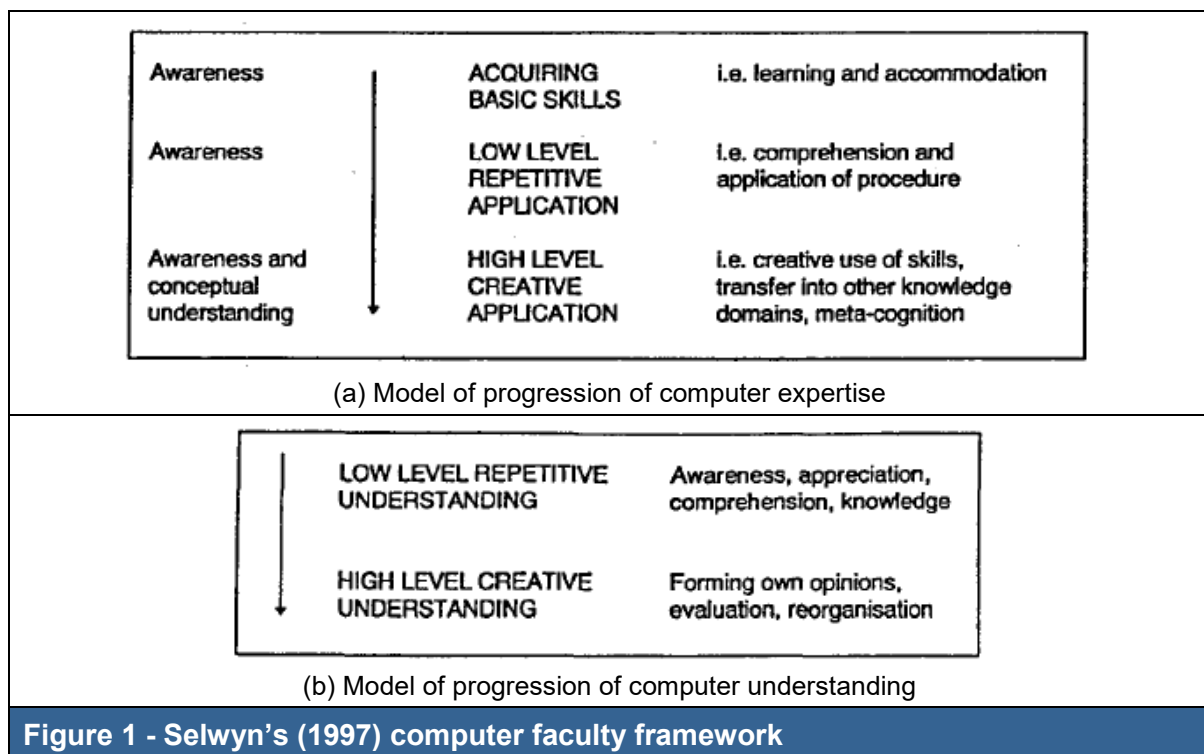 Awareness ACQUIRING i.e. learning and accommodation
BASIC SKILLS
Awareness LOW LEVEL i.e. comprehension and
REPETITIVE application of procedure
APPLICATION
Awareness and HIGH LEVEL i.e. creative use of skills,
conceptual CREATIVE transfer into other knowledge
understanding APPLICATION domains, meta-cognition
(a) Model of progression of computer expertise
LOW LEVEL REPETITIVE Awareness, appreciation,
UNDERSTANDING comprehension, knowledge
HIGH LEVEL CREATIVE Forming own opinions,
UNDERSTANDING evaluation, reorganisation
(b) Model of progression of computer understanding
Figure 1 - Selwyn's (1997) computer faculty framework